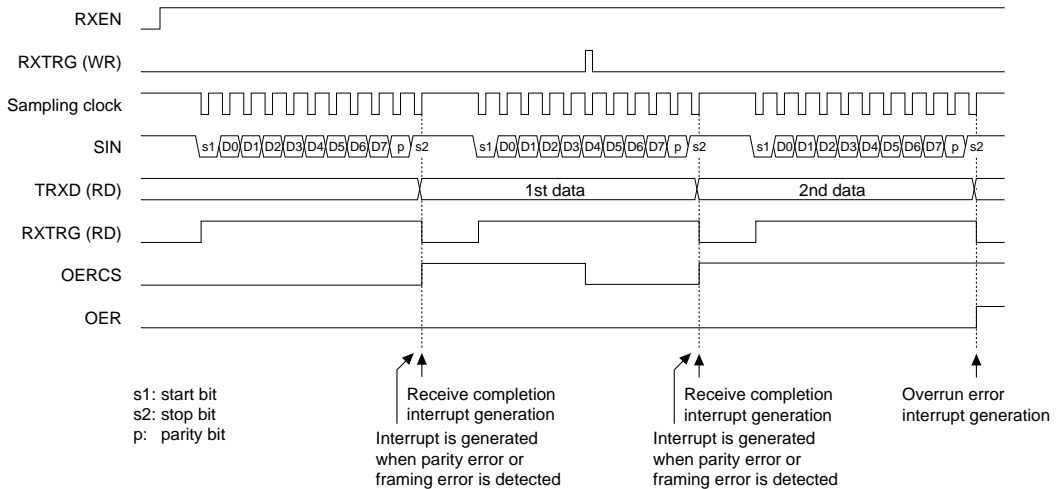 RXEN
RXTRG (WR)
Sampling clock
SIN
s1 D0 D1 D2 D3 D4 D5 D6 D7 p s2 s1 D0 D1 D2 D3 D4 D5 D6 D7 p s2 s1 D0 D1 D2 D3 D4 D5 D6 D7 p s2
TRXD (RD)
1st data 2nd data
RXTRG (RD)
OERCS
OER
s1: start bit
s2: stop bit
p: parity bit
Receive completion
interrupt generation
Interrupt is generated
when parity error or
framing error is detected
Receive completion
interrupt generation
Interrupt is generated
when parity error or
framing error is detected
Overrun error
interrupt generation